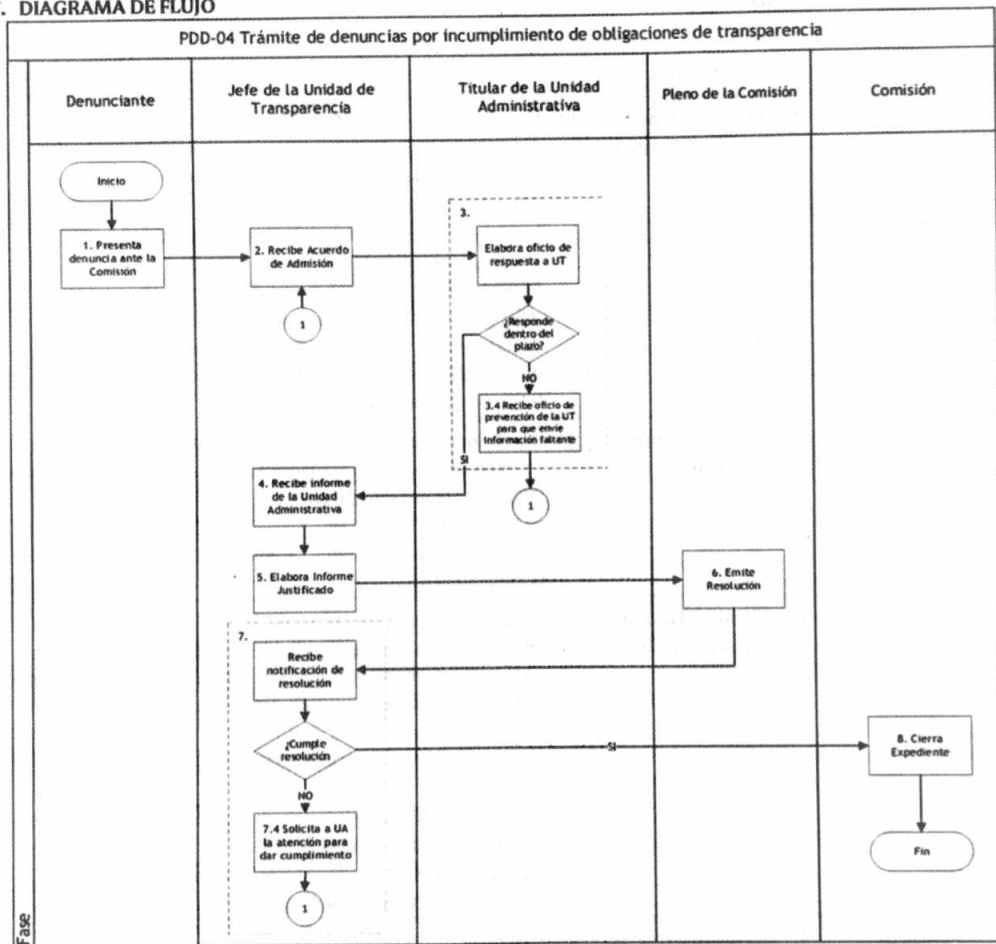 . DIAGRAMA DE FLUJO
PDD-04 Trámite de denuncias por incumplimiento de obligaciones de transparencia
Denunciante
Jefe de la Unidad de
Transparencia
Titular de la Unidad
Administrativa
Pleno de la Comisión
Comisión
Inicio
1. Presenta
denuncia ante la
Comisión
2. Recibe Acuerdo
de Admisión
1
3.
Elabora oficio de
respuesta a UT
¿Responde
dentro del
plazo?
NO
3.4 Recibe oficio de
prevención de la UT
para que envíe
información faltante
SI
1
4. Recibe informe
de la Unidad
Administrativa
5. Elabora Informe
Justificado
6. Emite
Resolución
7.
Recibe
notificación de
resolución
¿Cumple
resolución
SI
NO
7.4 Solicita a UA
la atención para
dar cumplimiento
1
8. Cierra
Expediente
Fin
Fase